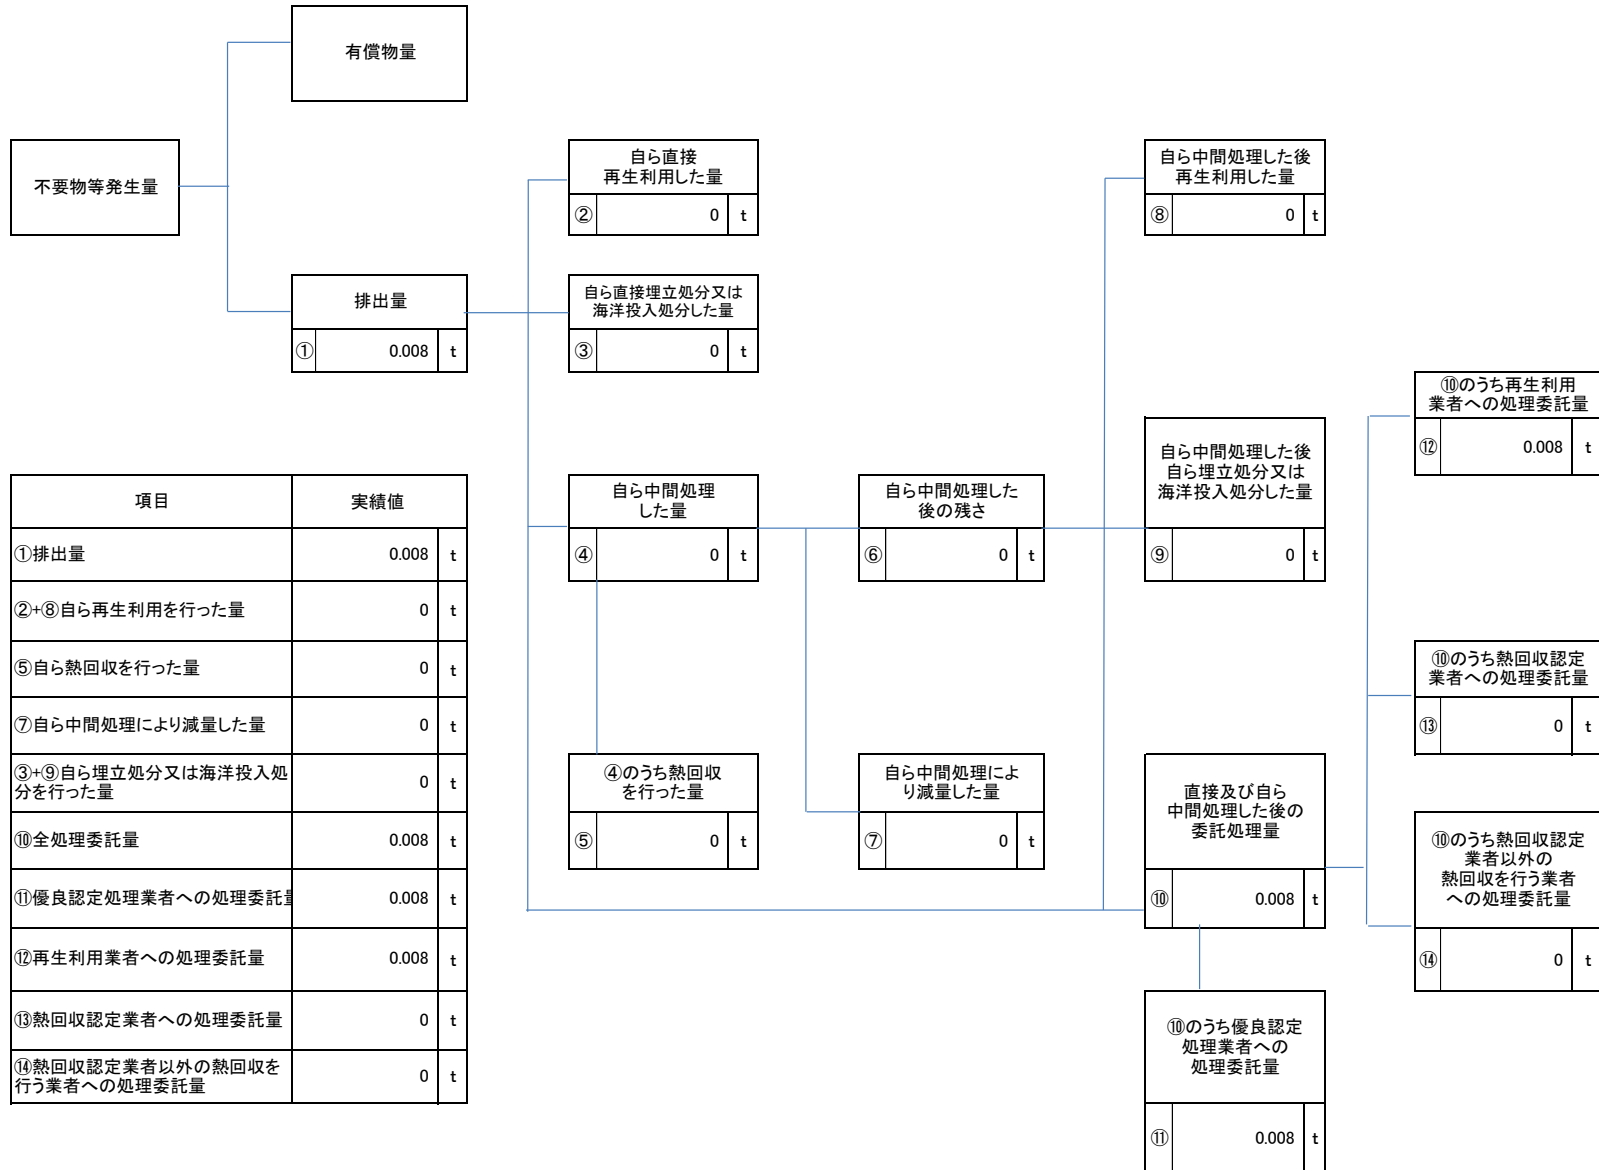 有償物量
不要物等発生量
排出量
① 0.008 t
自ら直接
再生利用した量
② 0 t
自ら直接埋立処分又は
海洋投入処分した量
③ 0 t
自ら中間処理
した量
④ 0 t
④のうち熱回収
を行った量
⑤ 0 t
自ら中間処理した
後の残さ
⑥ 0 t
自ら中間処理によ
り減量した量
⑦ 0 t
自ら中間処理した後
再生利用した量
⑧ 0 t
自ら中間処理した後
自ら埋立処分又は
海洋投入処分した量
⑨ 0 t
直接及び自ら
中間処理した後の
委託処理量
⑩ 0.008 t
⑩のうち優良認定
処理業者への
処理委託量
⑪ 0.008 t
⑩のうち再生利用
業者への処理委託量
⑫ 0.008 t
⑩のうち熱回収認定
業者への処理委託量
⑬ 0 t
⑩のうち熱回収認定
業者以外の
熱回収を行う業者
への処理委託量
⑭ 0 t
項目 実績値
①排出量 0.008 t
②+⑧自ら再生利用を行った量 0 t
⑤自ら熱回収を行った量 0 t
⑦自ら中間処理により減量した量 0 t
③+⑨自ら埋立処分又は海洋投入処
分を行った量 0 t
⑩全処理委託量 0.008 t
⑪優良認定処理業者への処理委託量 0.008 t
⑫再生利用業者への処理委託量 0.008 t
⑬熱回収認定業者への処理委託量 0 t
⑭熱回収認定業者以外の熱回収を
行う業者への処理委託量 0 t